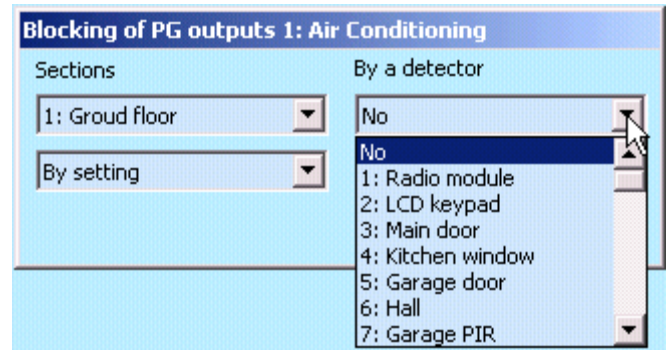 Blocking of PG outputs 1: Air Conditioning
Sections
By a detector
1: Groud floor
No
By setting
No
1: Radio module
2: LCD keypad
3: Main door
4: Kitchen window
5: Garage door
6: Hall
7: Garage PIR